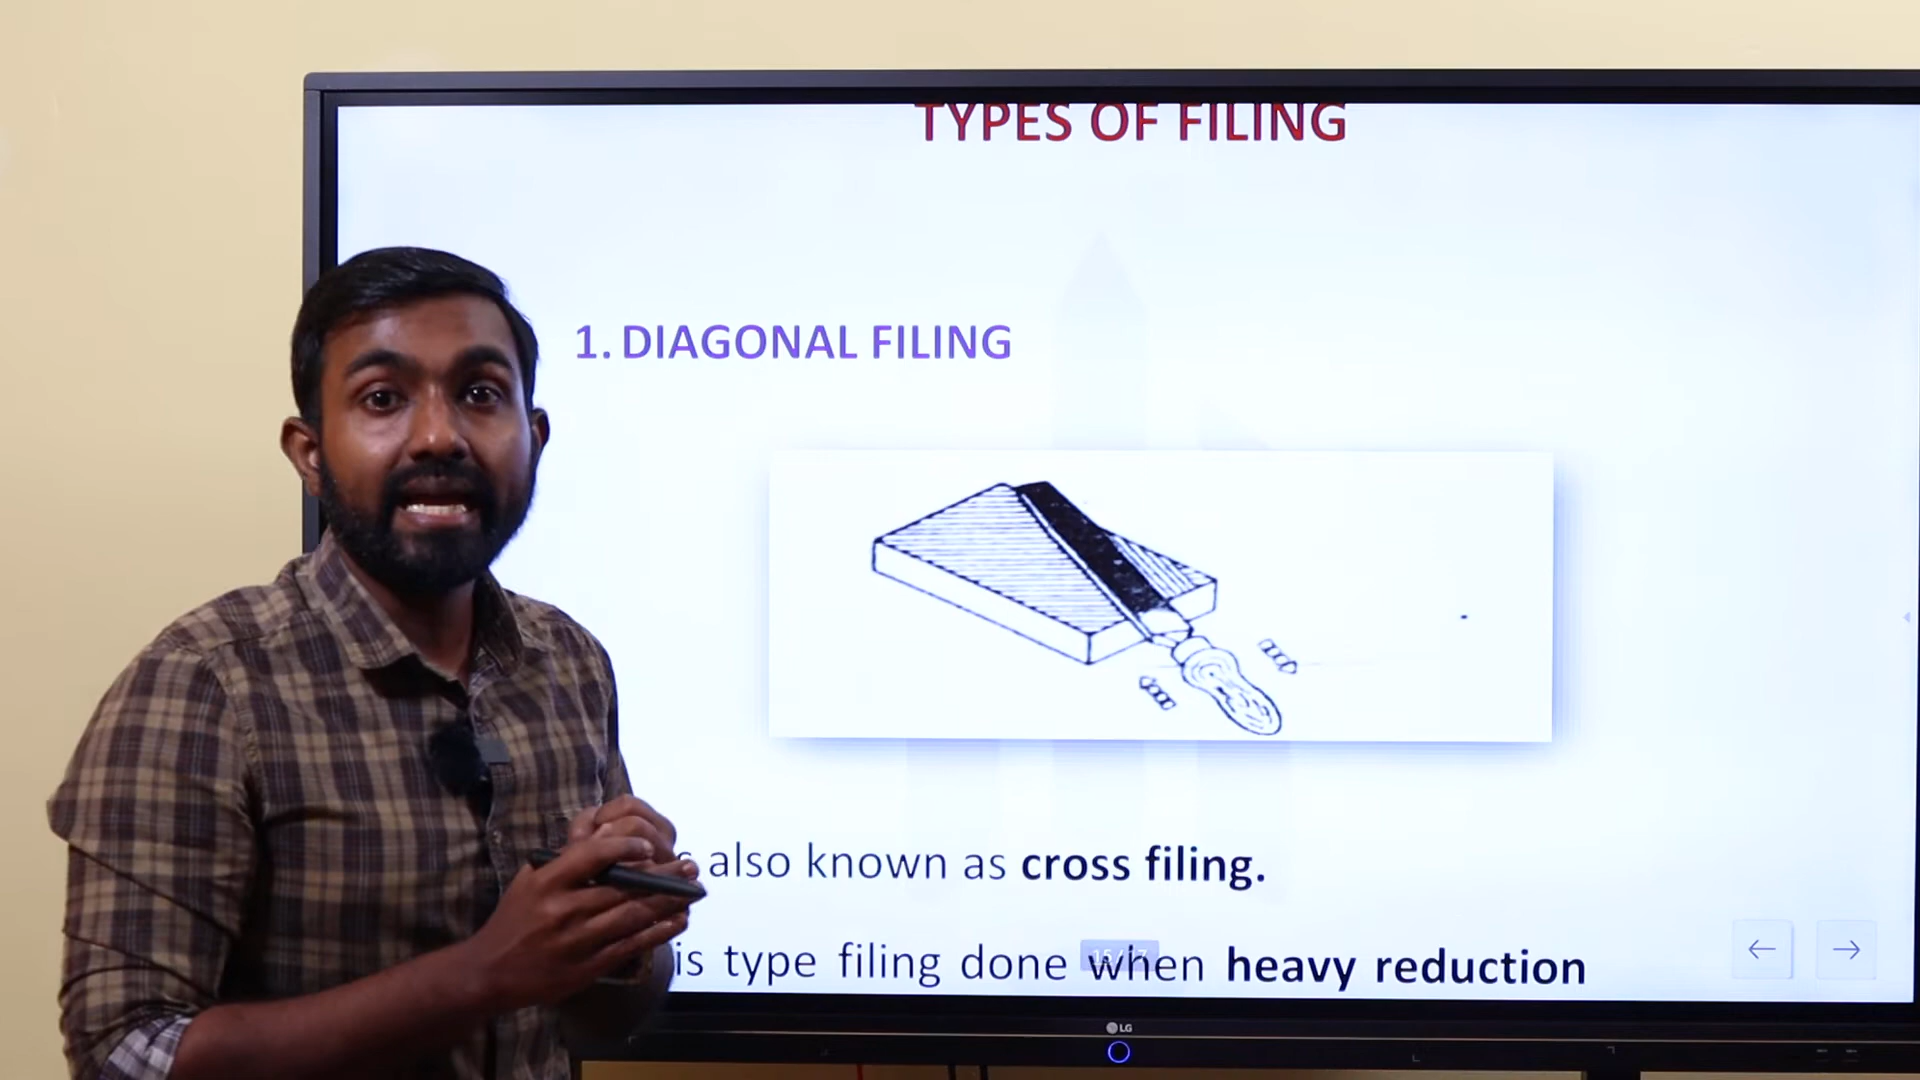 TYPES OF FILING
1. DIAGONAL FILING
also known as cross filing.
is type filing done when heavy reduction
LG